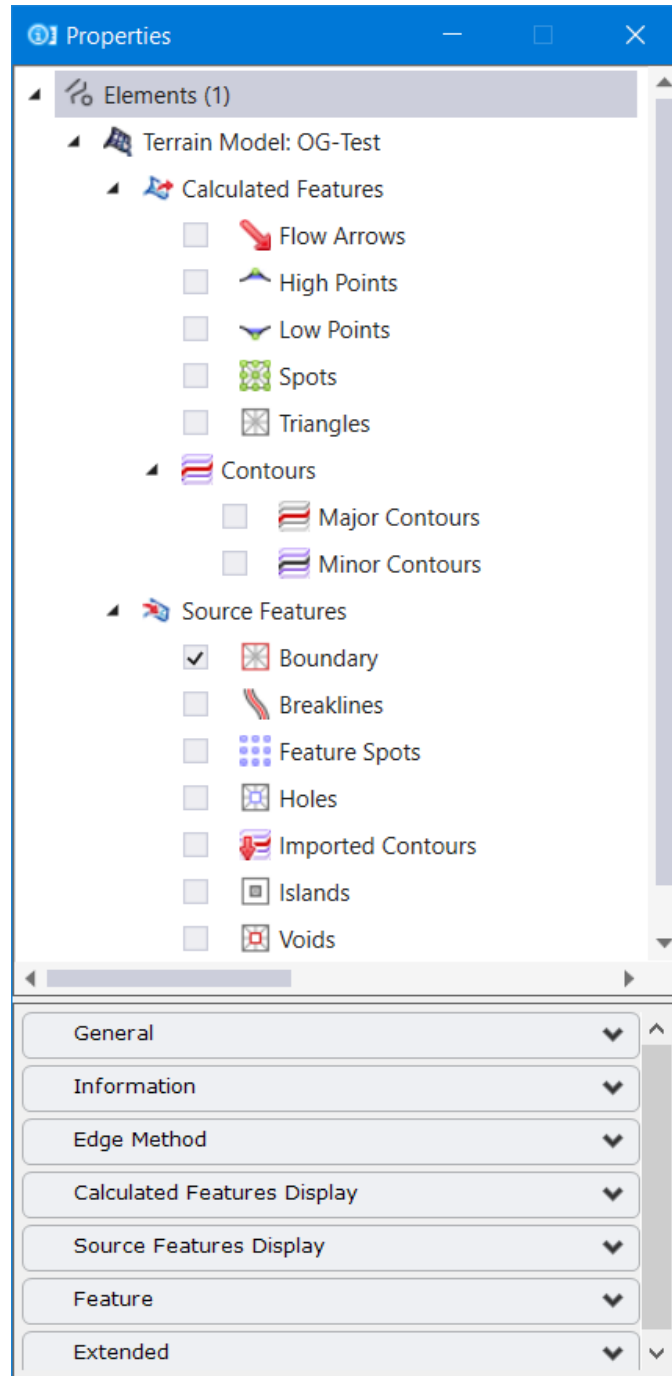 Properties
Elements (1)
Terrain Model: OG-Test
Calculated Features
Flow Arrows
High Points
Low Points
Spots
Triangles
Contours
Major Contours
Minor Contours
Source Features
Boundary
Breaklines
Feature Spots
Holes
Imported Contours
Islands
Voids
General
Information
Edge Method
Calculated Features Display
Source Features Display
Feature
Extended